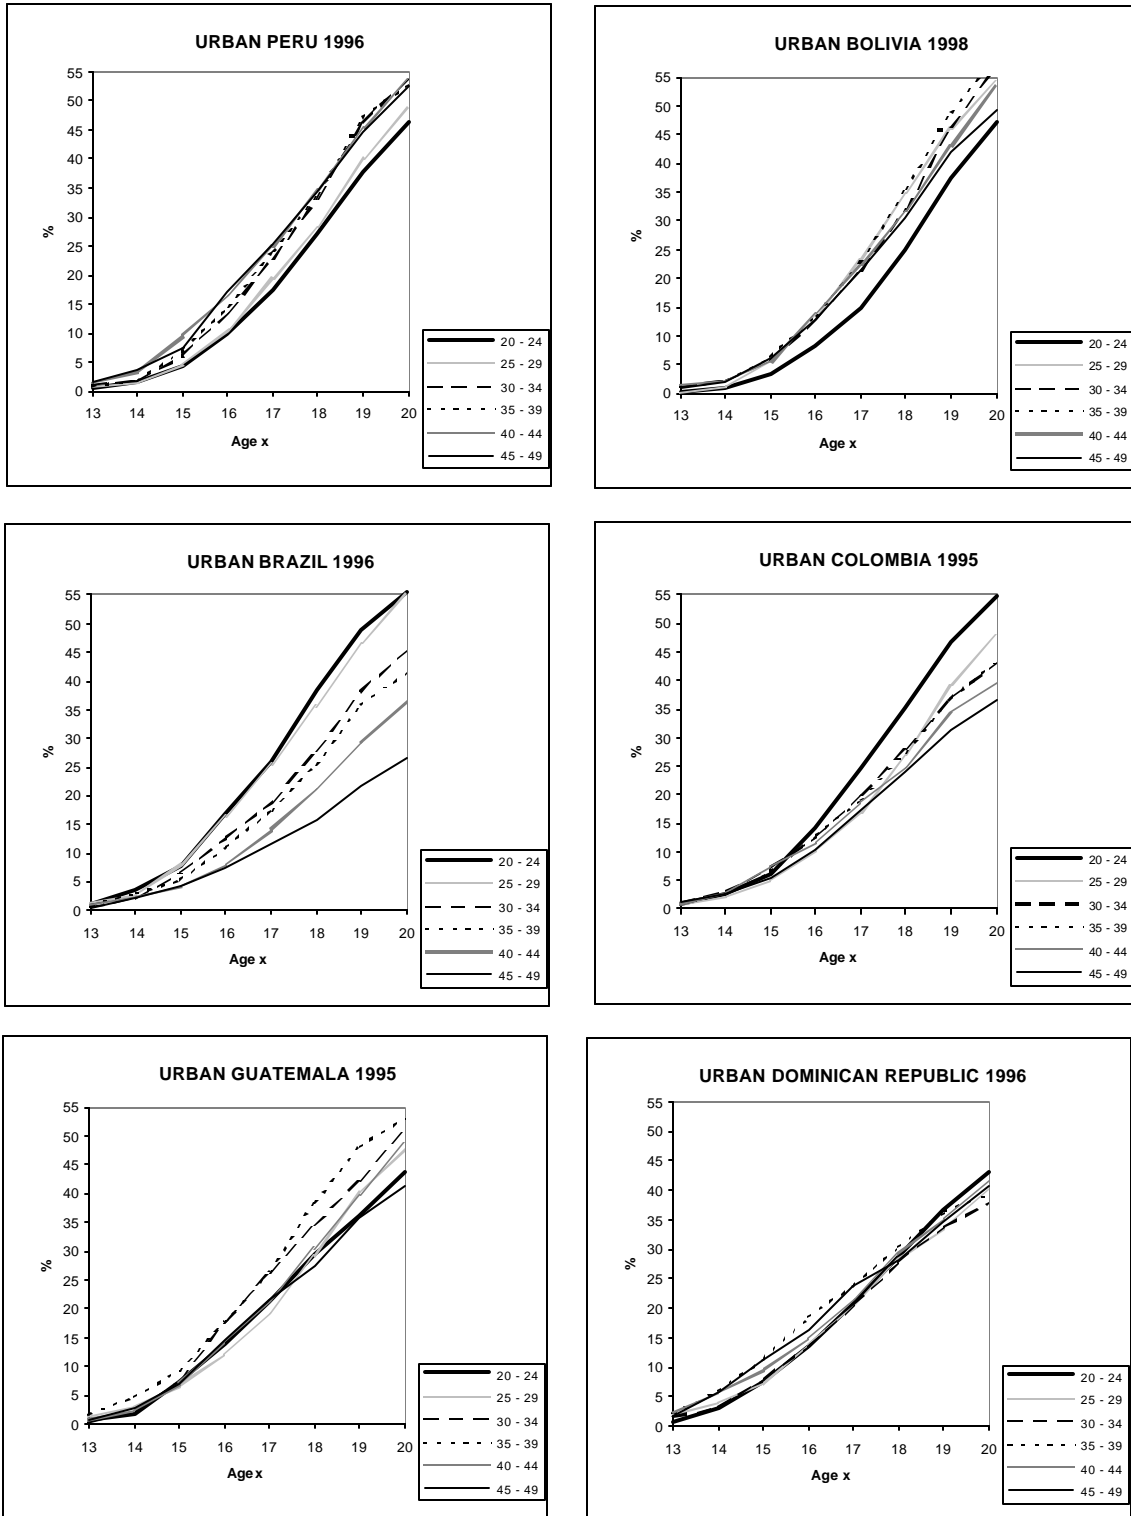 URBAN PERU 1996
55
50
45
40
35
30
25
20
15
10
5
0
%
13 14 15 16 17 18 19 20
Age x
20 - 24
25 - 29
30 - 34
35 - 39
40 - 44
45 - 49
URBAN BOLIVIA 1998
55
50
45
40
35
30
25
20
15
10
5
0
%
13 14 15 16 17 18 19 20
Age x
20 - 24
25 - 29
30 - 34
35 - 39
40 - 44
45 - 49
URBAN BRAZIL 1996
55
50
45
40
35
30
25
20
15
10
5
0
%
13 14 15 16 17 18 19 20
Age x
20 - 24
25 - 29
30 - 34
35 - 39
40 - 44
45 - 49
URBAN COLOMBIA 1995
55
50
45
40
35
30
25
20
15
10
5
0
%
13 14 15 16 17 18 19 20
Age x
20 - 24
25 - 29
30 - 34
35 - 39
40 - 44
45 - 49
URBAN GUATEMALA 1995
55
50
45
40
35
30
25
20
15
10
5
0
%
13 14 15 16 17 18 19 20
Age x
20 - 24
25 - 29
30 - 34
35 - 39
40 - 44
45 - 49
URBAN DOMINICAN REPUBLIC 1996
55
50
45
40
35
30
25
20
15
10
5
0
%
13 14 15 16 17 18 19 20
Age x
20 - 24
25 - 29
30 - 34
35 - 39
40 - 44
45 - 49